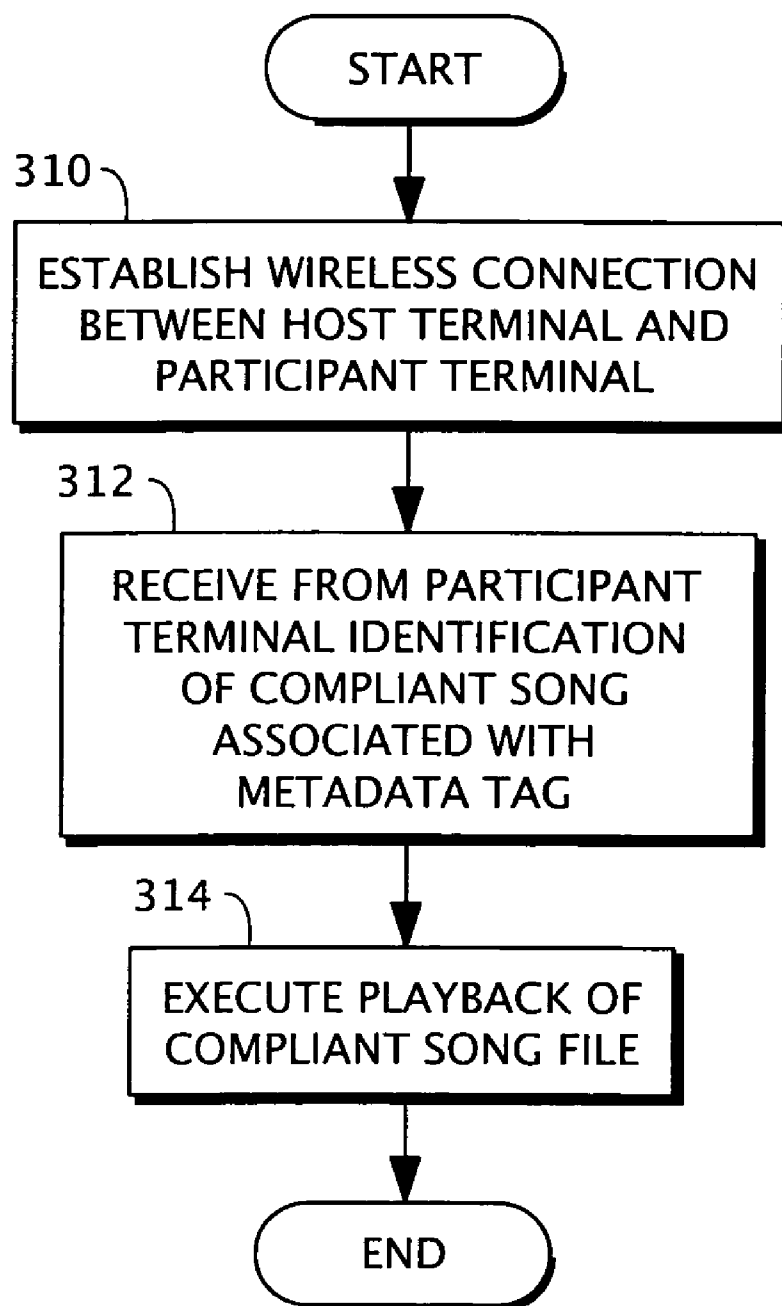 START
310
ESTABLISH WIRELESS CONNECTION
BETWEEN HOST TERMINAL AND
PARTICIPANT TERMINAL
312
RECEIVE FROM PARTICIPANT
TERMINAL IDENTIFICATION
OF COMPLIANT SONG
ASSOCIATED WITH
METADATA TAG
314
EXECUTE PLAYBACK OF
COMPLIANT SONG FILE
END